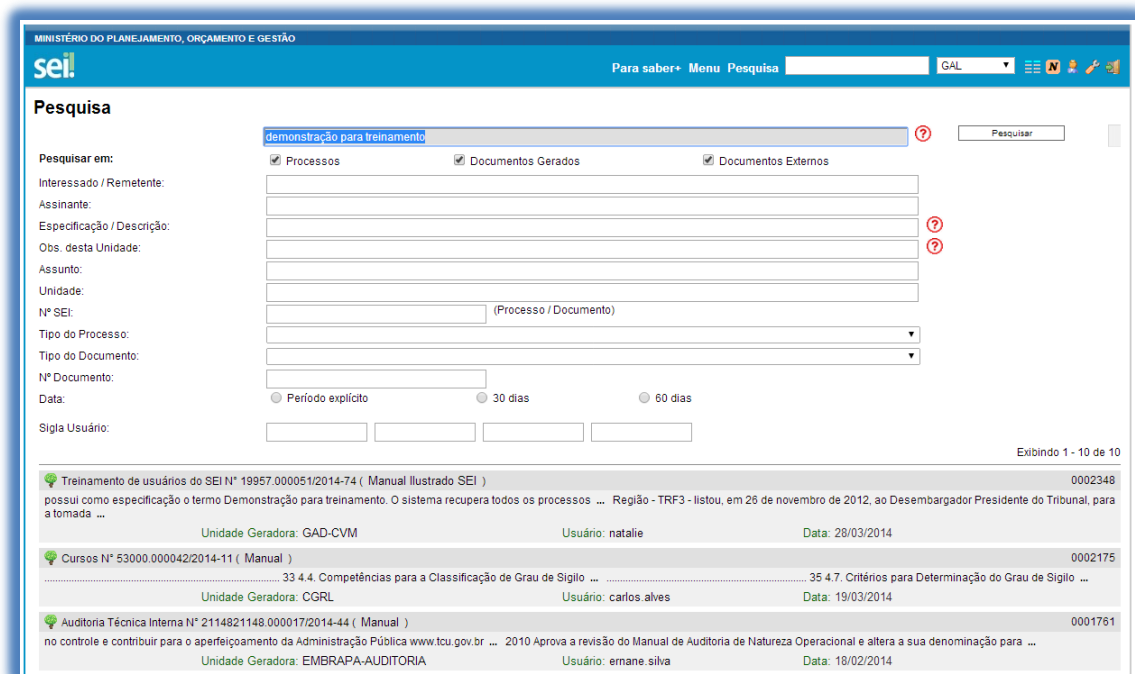 MINISTÉRIO DO PLANEJAMENTO, ORÇAMENTO E GESTÃO
sei!
Para saber+ Menu Pesquisa GAL
Pesquisa
demonstração para treinamento ? Pesquisar
Pesquisar em: Processos Documentos Gerados Documentos Externos
Interessado / Remetente:
Assinante:
Especificação / Descrição: ?
Obs. desta Unidade: ?
Assunto:
Unidade:
Nº SEI: (Processo / Documento)
Tipo do Processo:
Tipo do Documento:
Nº Documento:
Data: Período explícito 30 dias 60 dias
Sigla Usuário:
Exibindo 1 - 10 de 10
Treinamento de usuários do SEI N° 19957.000051/2014-74 ( Manual Ilustrado SEI ) 0002348
possui como especificação o termo Demonstração para treinamento. O sistema recupera todos os processos ... Região - TRF3 - listou, em 26 de novembro de 2012, ao Desembargador Presidente do Tribunal, para
a tomada ...
Unidade Geradora: GAD-CVM Usuário: natalie Data: 28/03/2014
Cursos N° 53000.000042/2014-11 ( Manual ) 0002175
.................................................................................. 33 4.4. Competências para a Classificação de Grau de Sigilo ... .................................................................... 35 4.7. Critérios para Determinação do Grau de Sigilo ...
Unidade Geradora: CGRL Usuário: carlos.alves Data: 19/03/2014
Auditoria Técnica Interna N° 2114821148.000017/2014-44 ( Manual ) 0001761
no controle e contribuir para o aperfeiçoamento da Administração Pública www.tcu.gov.br ... 2010 Aprova a revisão do Manual de Auditoria de Natureza Operacional e altera a sua denominação para ...
Unidade Geradora: EMBRAPA-AUDITORIA Usuário: ernane.silva Data: 18/02/2014